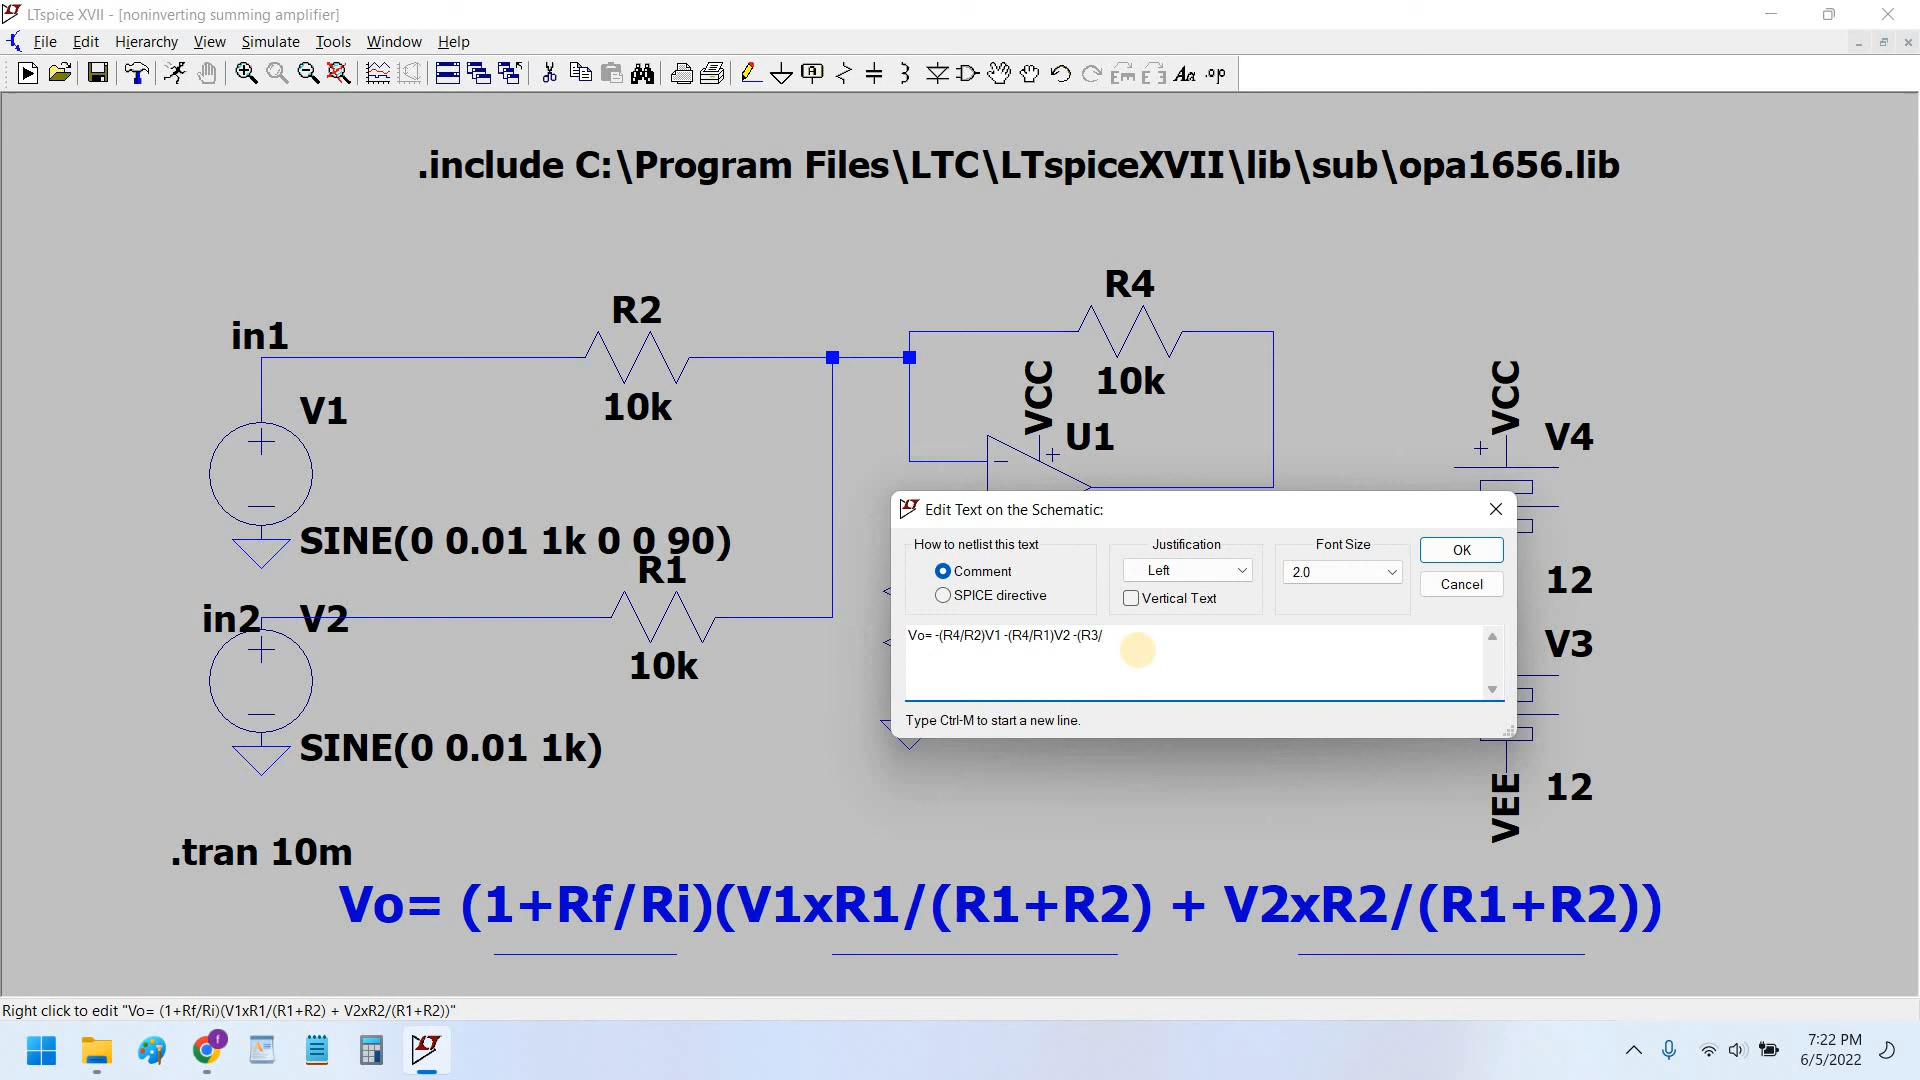 LTspice XVII - [noninverting summing amplifier]
File Edit Hierarchy View Simulate Tools Window Help
.include C:\Program Files\LTC\LTspiceXVII\lib\sub\opa1656.lib
R4
R2
in1
VCC
VCC
10k
V1
10k
U1
V4
Edit Text on the Schematic:
SINE(0 0.01 1k 0 0 90)
How to netlist this text
Justification
Font Size
OK
Comment
Left
2.0
12
R1
Cancel
SPICE directive
Vertical Text
in2
V2
Vo= -(R4/R2)V1 -(R4/R1)V2 -(R3/
V3
10k
Type Ctrl-M to start a new line.
SINE(0 0.01 1k)
VEE
12
.tran 10m
Vo= (1+Rf/Ri)(V1xR1/(R1+R2) + V2xR2/(R1+R2))
Right click to edit "Vo= (1+Rf/Ri)(V1xR1/(R1+R2) + V2xR2/(R1+R2))"
7:22 PM
6/5/2022